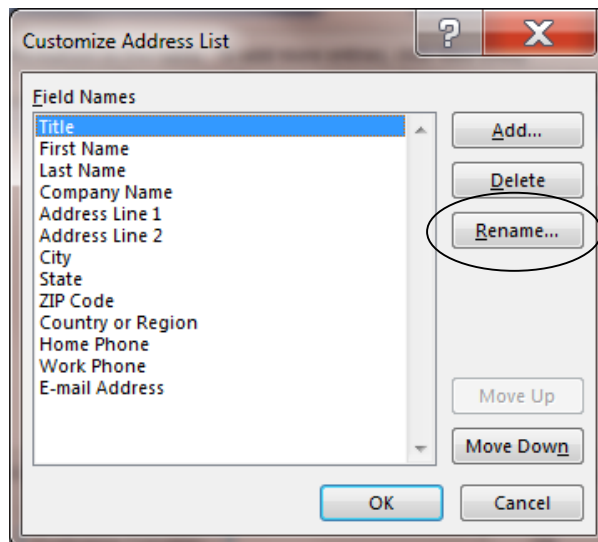 Customize Address List
?
X
Field Names
Title
First Name
Last Name
Company Name
Address Line 1
Address Line 2
City
State
ZIP Code
Country or Region
Home Phone
Work Phone
E-mail Address
Add...
Delete
Rename...
Move Up
Move Down
OK
Cancel